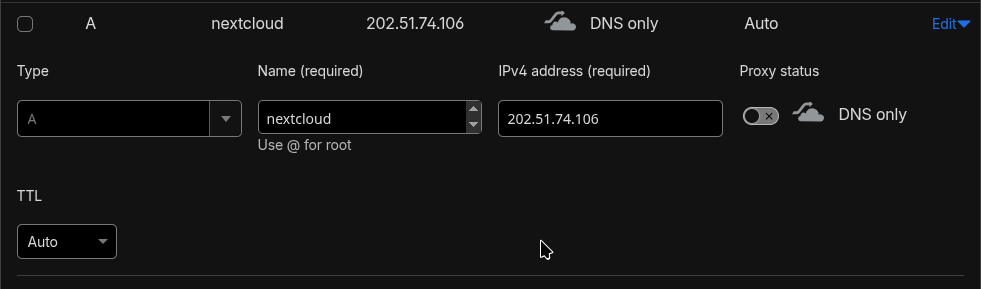 A nextcloud 202.51.74.106 DNS only Auto Edit
Type Name (required) IPv4 address (required) Proxy status
A nextcloud 202.51.74.106 DNS only
Use @ for root
TTL
Auto